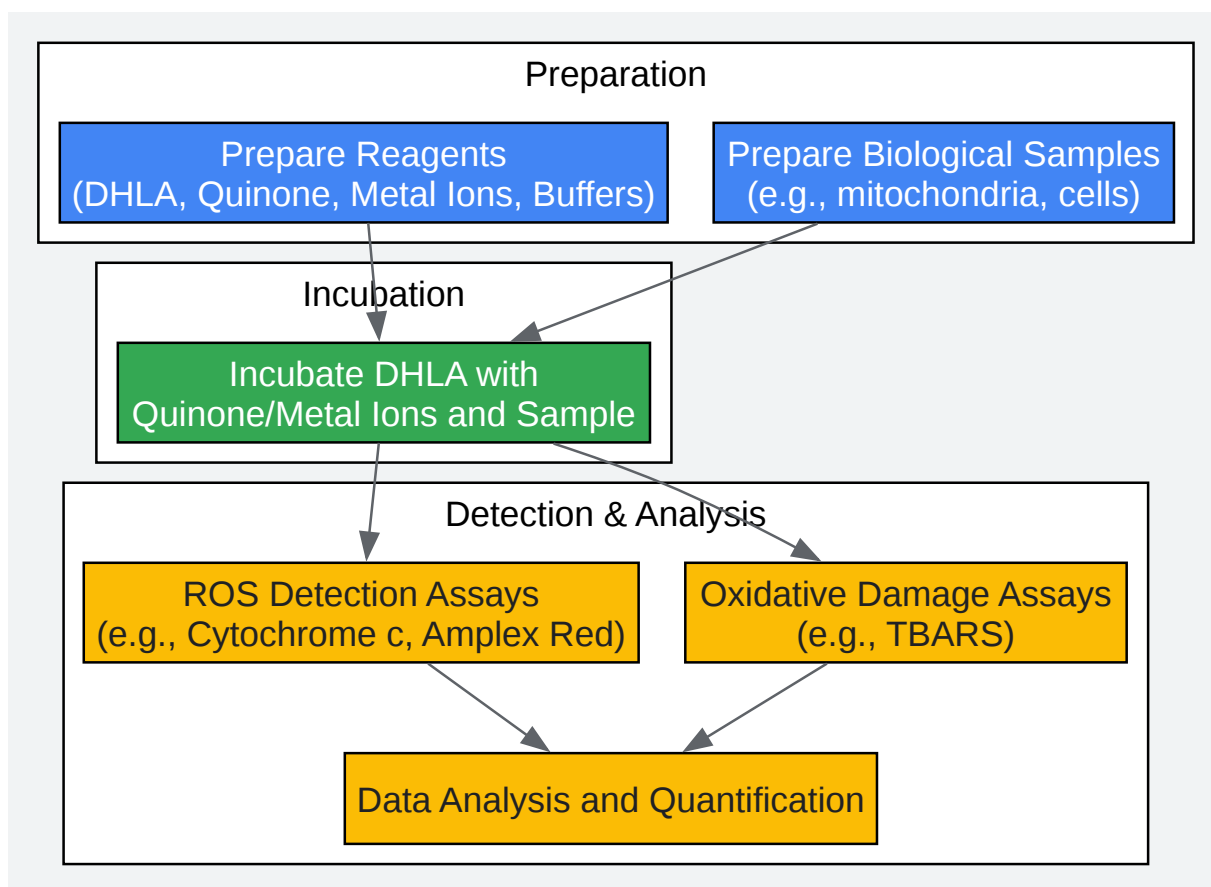 Preparation
Prepare Reagents
(DHLA, Quinone, Metal Ions, Buffers)
Prepare Biological Samples
(e.g., mitochondria, cells)
Incubation
Incubate DHLA with
Quinone/Metal Ions and Sample
Detection & Analysis
ROS Detection Assays
(e.g., Cytochrome c, Amplex Red)
Oxidative Damage Assays
(e.g., TBARS)
Data Analysis and Quantification